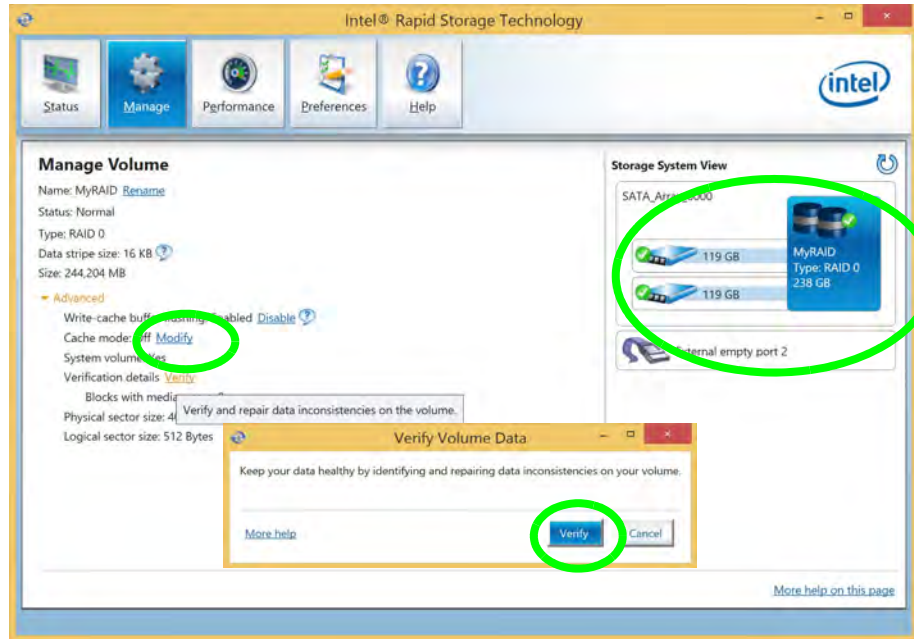 Intel® Rapid Storage Technology
Status
Manage
Performance
Preferences
Help
intel
Manage Volume
Name: MyRAID Rename
Status: Normal
Type: RAID 0
Data stripe size: 16 KB
Size: 244,204 MB
Advanced
Write-cache buffer flushing: Enabled Disable
Cache mode: Off Modify
System volume: Yes
Verification details Verify
Blocks with media
Physical sector size:
Logical sector size: 512 Bytes
Verify and repair data inconsistencies on the volume.
Verify Volume Data
Keep your data healthy by identifying and repairing data inconsistencies on your volume.
More help
Verify
Cancel
Storage System View
SATA_Array_0000
119 GB
119 GB
MyRAID
Type: RAID 0
238 GB
External empty port 2
More help on this page